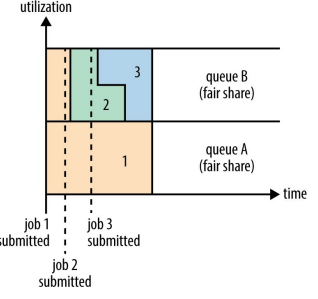 utilization
3
queue B
(fair share)
2
1
queue A
(fair share)
time
job 1
submitted
job 3
submitted
job 2
submitted